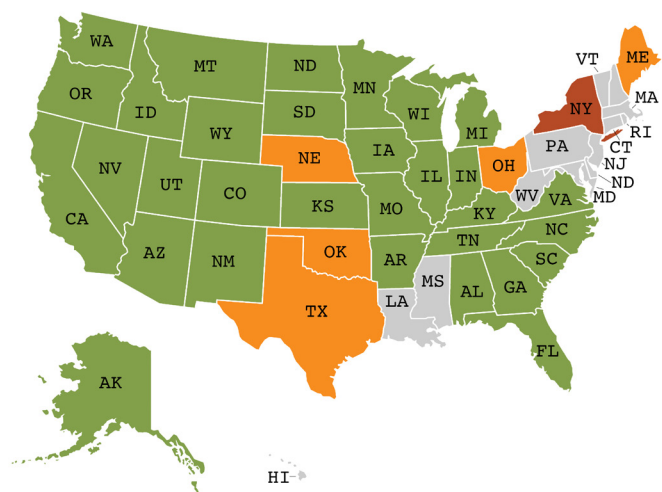 WA
MT
ND
MN
VT
ME
OR
ID
SD
WI
MI
NY
MA
WY
NE
IA
RI
CT
PA
NJ
NV
UT
CO
KS
MO
IL
IN
OH
WV
VA
ND
MD
CA
KY
NC
AZ
NM
OK
AR
TN
SC
TX
LA
MS
AL
GA
FL
AK
HI